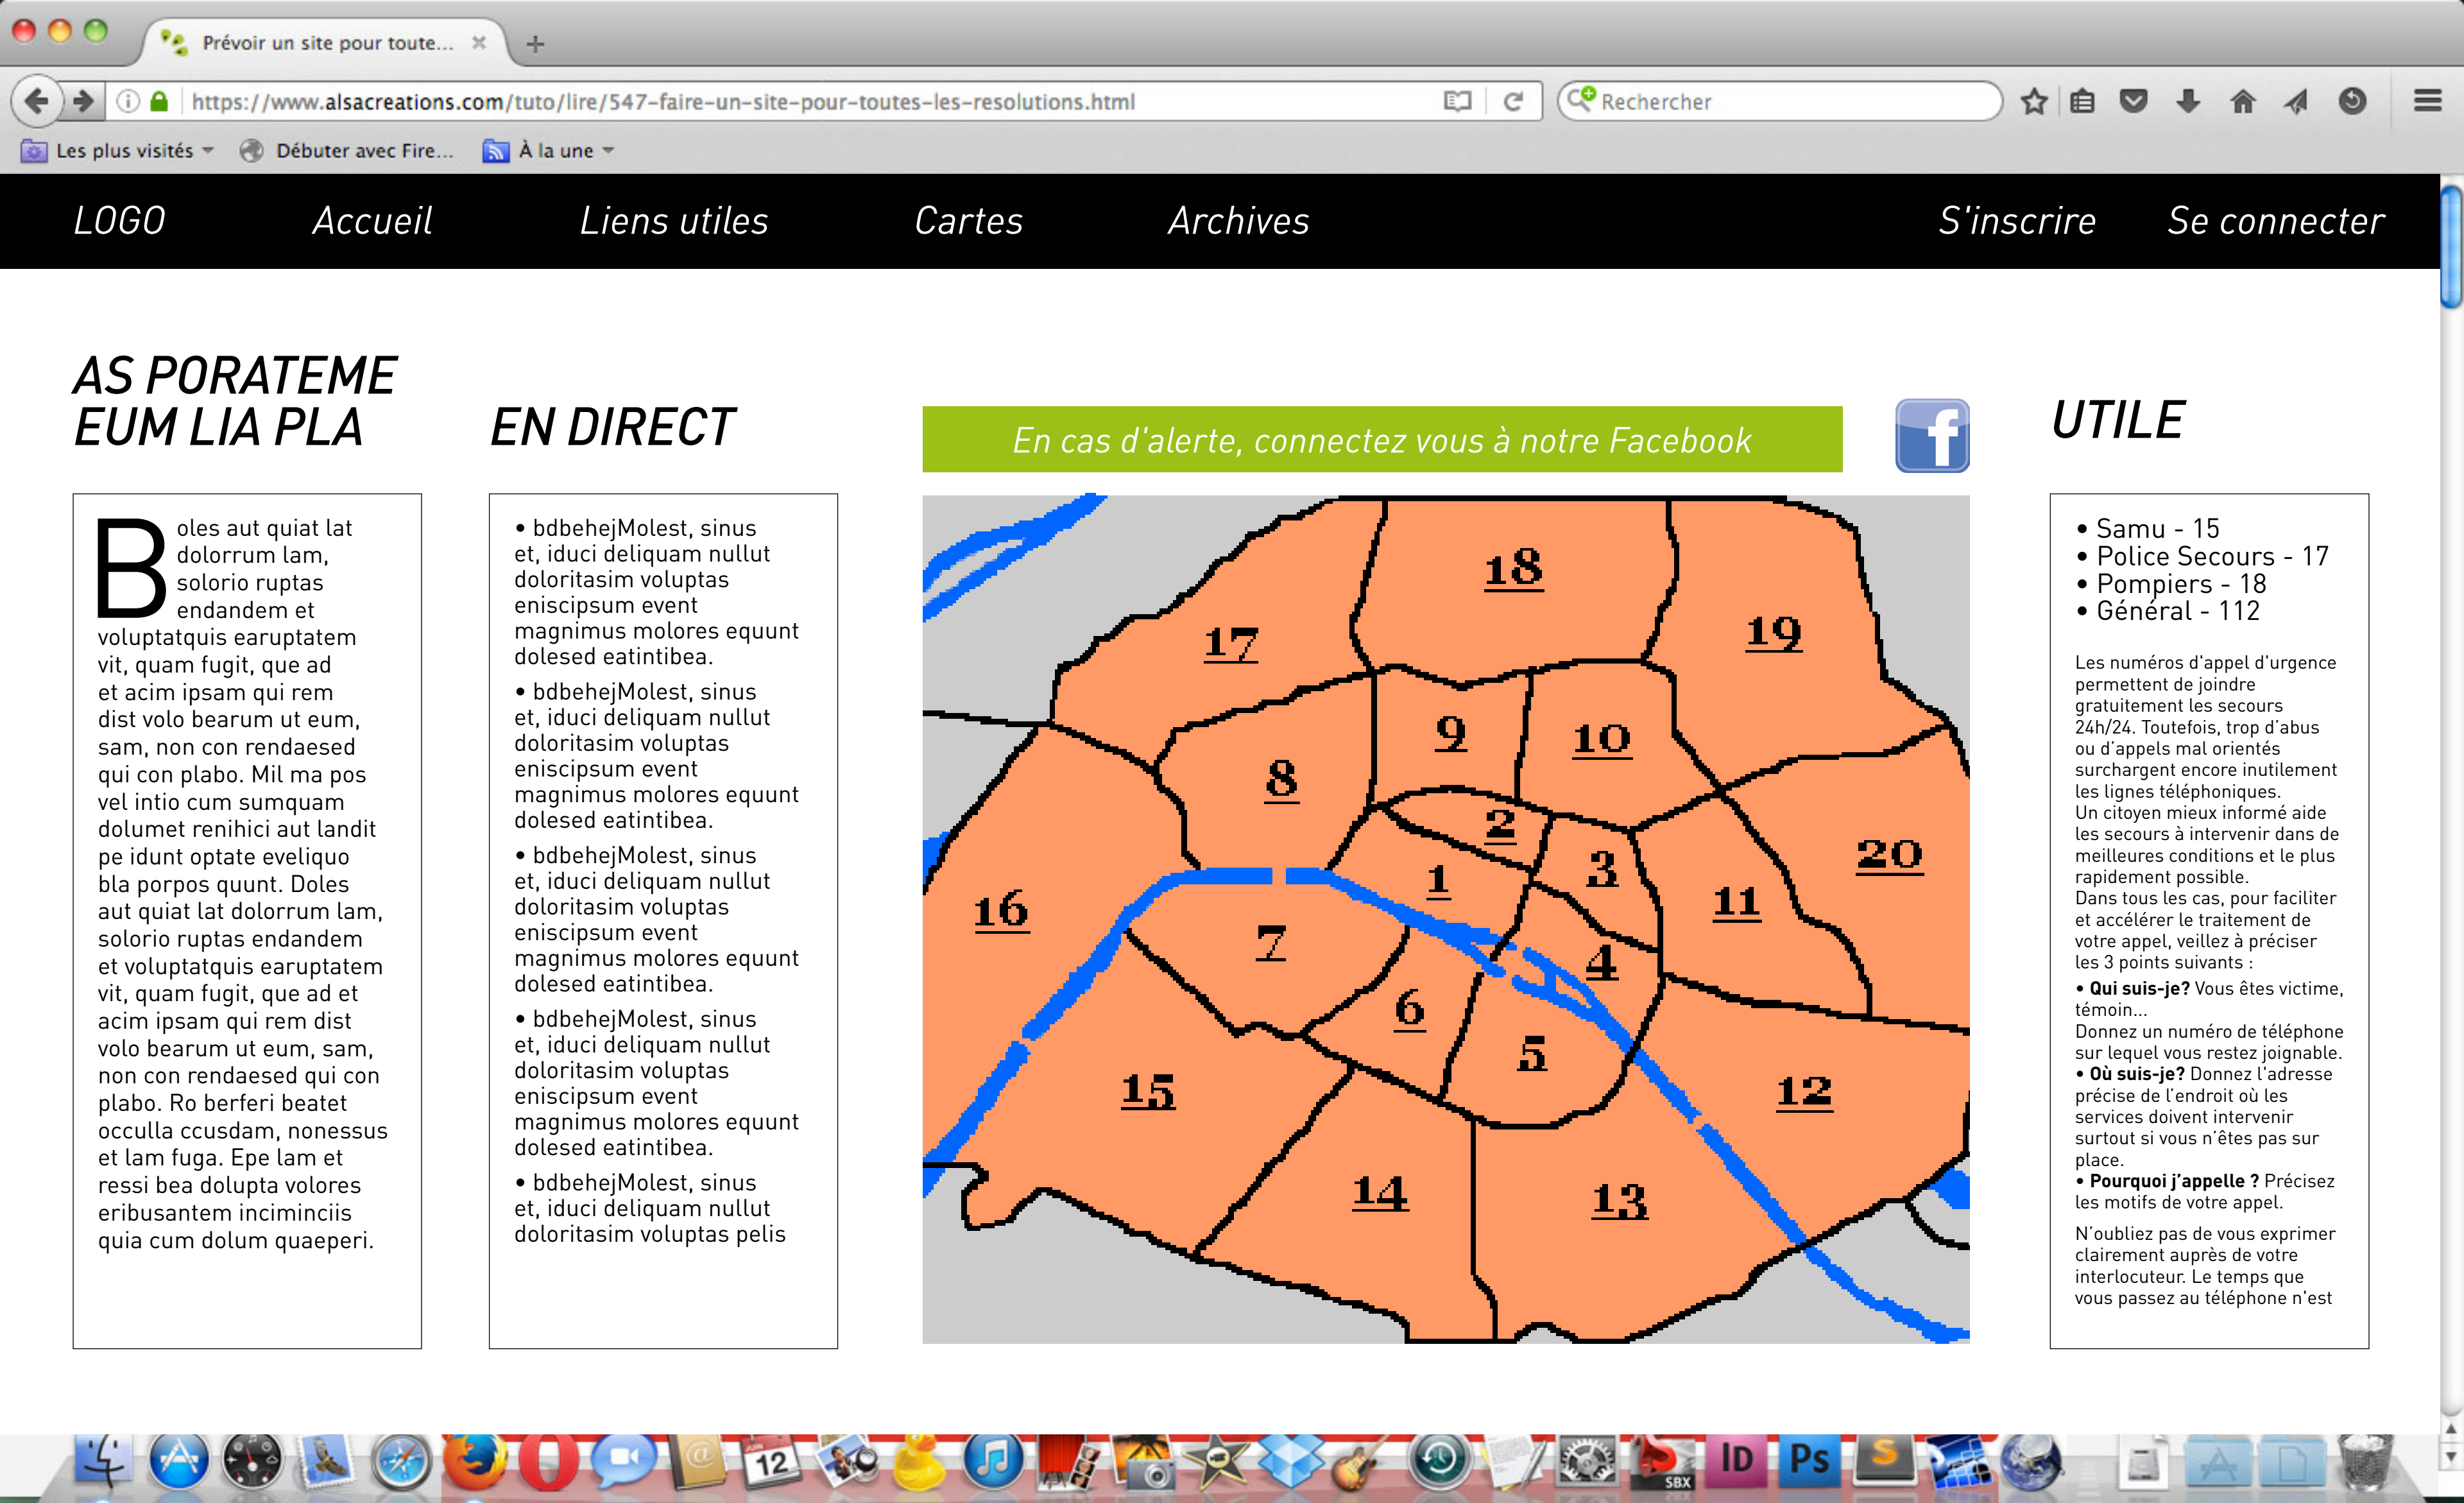 Prévoir un site pour toute...
https://www.alsacreations.com/tuto/lire/547-faire-un-site-pour-toutes-les-resolutions.html
Rechercher
Les plus visités
Débuter avec Fire...
À la une
LOGO
Accueil
Liens utiles
Cartes
Archives
S'inscrire
Se connecter
AS PORATEME
EUM LIA PLA
Boles aut quiat lat
dolorrum lam,
solorio ruptas
endandem et
voluptatquis earuptatem
vit, quam fugit, que ad
et acim ipsam qui rem
dist volo bearum ut eum,
sam, non con rendaesed
qui con plabo. Mil ma pos
vel intio cum sumquam
dolumet renihici aut landit
pe idunt optate eveliquo
bla porpos quunt. Doles
aut quiat lat dolorrum lam,
solorio ruptas endandem
et voluptatquis earuptatem
vit, quam fugit, que ad et
acim ipsam qui rem dist
volo bearum ut eum, sam,
non con rendaesed qui con
plabo. Ro berferi beatet
occulla ccusdam, nonessus
et lam fuga. Epe lam et
ressi bea dolupta volores
eribusantem inciminciis
quia cum dolum quaeperi.
EN DIRECT
• bdbehejMolest, sinus
et, iduci deliquam nullut
doloritasim voluptas
eniscipsum event
magnimus molores equunt
dolesed eatintibea.
• bdbehejMolest, sinus
et, iduci deliquam nullut
doloritasim voluptas
eniscipsum event
magnimus molores equunt
dolesed eatintibea.
• bdbehejMolest, sinus
et, iduci deliquam nullut
doloritasim voluptas
eniscipsum event
magnimus molores equunt
dolesed eatintibea.
• bdbehejMolest, sinus
et, iduci deliquam nullut
doloritasim voluptas
eniscipsum event
magnimus molores equunt
dolesed eatintibea.
• bdbehejMolest, sinus
et, iduci deliquam nullut
doloritasim voluptas pelis
En cas d'alerte, connectez vous à notre Facebook
f
18
17
19
9
10
8
2
3
20
1
11
16
7
4
6
5
15
12
14
13
UTILE
• Samu - 15
• Police Secours - 17
• Pompiers - 18
• Général - 112
Les numéros d'appel d'urgence
permettent de joindre
gratuitement les secours
24h/24. Toutefois, trop d'abus
ou d'appels mal orientés
surchargent encore inutilement
les lignes téléphoniques.
Un citoyen mieux informé aide
les secours à intervenir dans de
meilleures conditions et le plus
rapidement possible.
Dans tous les cas, pour faciliter
et accélérer le traitement de
votre appel, veillez à préciser
les 3 points suivants :
• Qui suis-je? Vous êtes victime,
témoin...
Donnez un numéro de téléphone
sur lequel vous restez joignable.
• Où suis-je? Donnez l'adresse
précise de l'endroit où les
services doivent intervenir
surtout si vous n'êtes pas sur
place.
• Pourquoi j'appelle ? Précisez
les motifs de votre appel.
N'oubliez pas de vous exprimer
clairement auprès de votre
interlocuteur. Le temps que
vous passez au téléphone n'est
12
SBX
ID
Ps
S